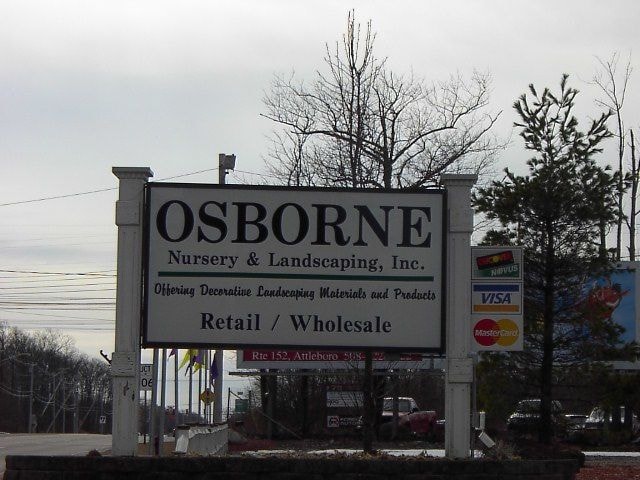 OSBORNE
Nursery & Landscaping, Inc.
Offering Decorative Landscaping Materials and Products
Retail / Wholesale
NOVUS
VISA
MasterCard
Rte 152, Attleboro